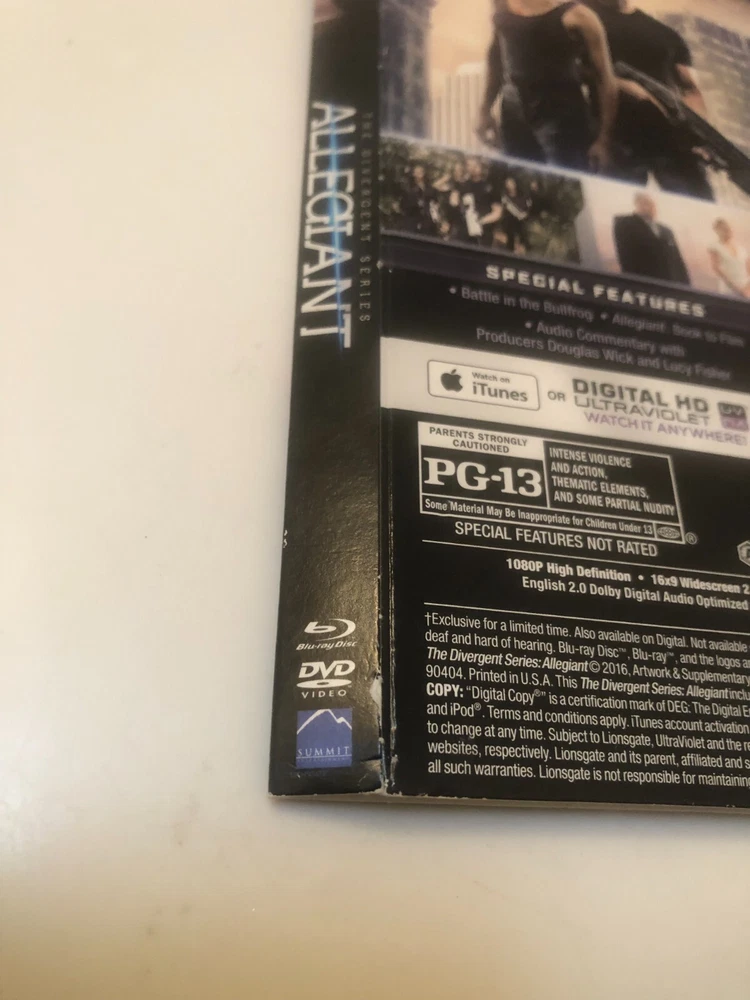 THE DIVERGENT SERIES
ALLEGIANT
Blu-ray Disc
DVD
VIDEO
SUMMIT
SPECIAL FEATURES
• Battle in the Bullfrog • Allegiant: Book to Film
• Audio Commentary with
Producers Douglas Wick and Lucy Fisher
Watch on
iTunes
OR
DIGITAL HD
ULTRAVIOLET
WATCH IT ANYWHERE!
UV
PARENTS STRONGLY
CAUTIONED
PG-13
INTENSE VIOLENCE
AND ACTION,
THEMATIC ELEMENTS,
AND SOME PARTIAL NUDITY
Some Material May Be Inappropriate for Children Under 13
®
SPECIAL FEATURES NOT RATED
1080P High Definition • 16x9 Widescreen 2
English 2.0 Dolby Digital Audio Optimized
†Exclusive for a limited time. Also available on Digital. Not available
deaf and hard of hearing. Blu-ray Disc™, Blu-ray™, and the logos a
The Divergent Series: Allegiant © 2016, Artwork & Supplementary
90404. Printed in U.S.A. This The Divergent Series: Allegiant inclu
COPY: “Digital Copy®” is a certification mark of DEG: The Digital E
and iPod®. Terms and conditions apply. iTunes account activation
to change at any time. Subject to Lionsgate, UltraViolet and the r
websites, respectively. Lionsgate and its parent, affiliated and s
all such warranties. Lionsgate is not responsible for maintainin